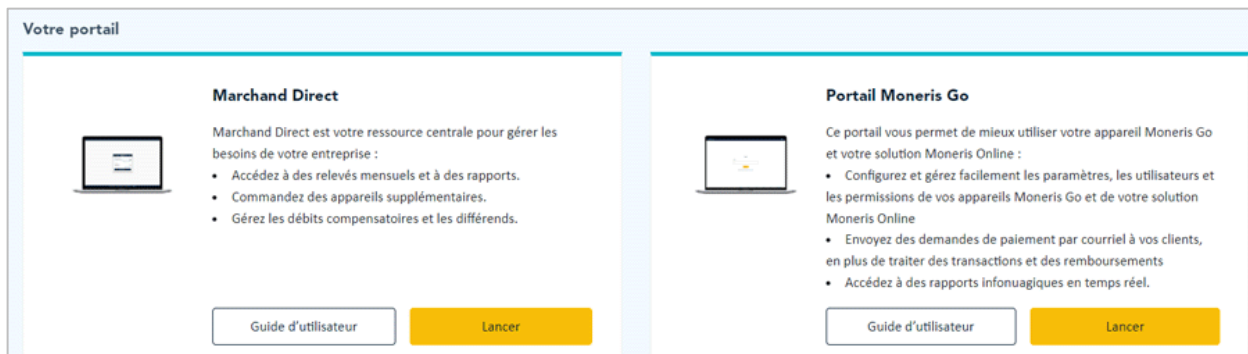 Votre portail
Marchand Direct
Marchand Direct est votre ressource centrale pour gérer les
besoins de votre entreprise :
• Accédez à des relevés mensuels et à des rapports.
• Commandez des appareils supplémentaires.
• Gérez les débits compensatoires et les différends.
Guide d'utilisateur
Lancer
Portail Moneris Go
Ce portail vous permet de mieux utiliser votre appareil Moneris Go
et votre solution Moneris Online :
• Configurez et gérez facilement les paramètres, les utilisateurs et
les permissions de vos appareils Moneris Go et de votre solution
Moneris Online
• Envoyez des demandes de paiement par courriel à vos clients,
en plus de traiter des transactions et des remboursements
• Accédez à des rapports infonuagiques en temps réel.
Guide d'utilisateur
Lancer